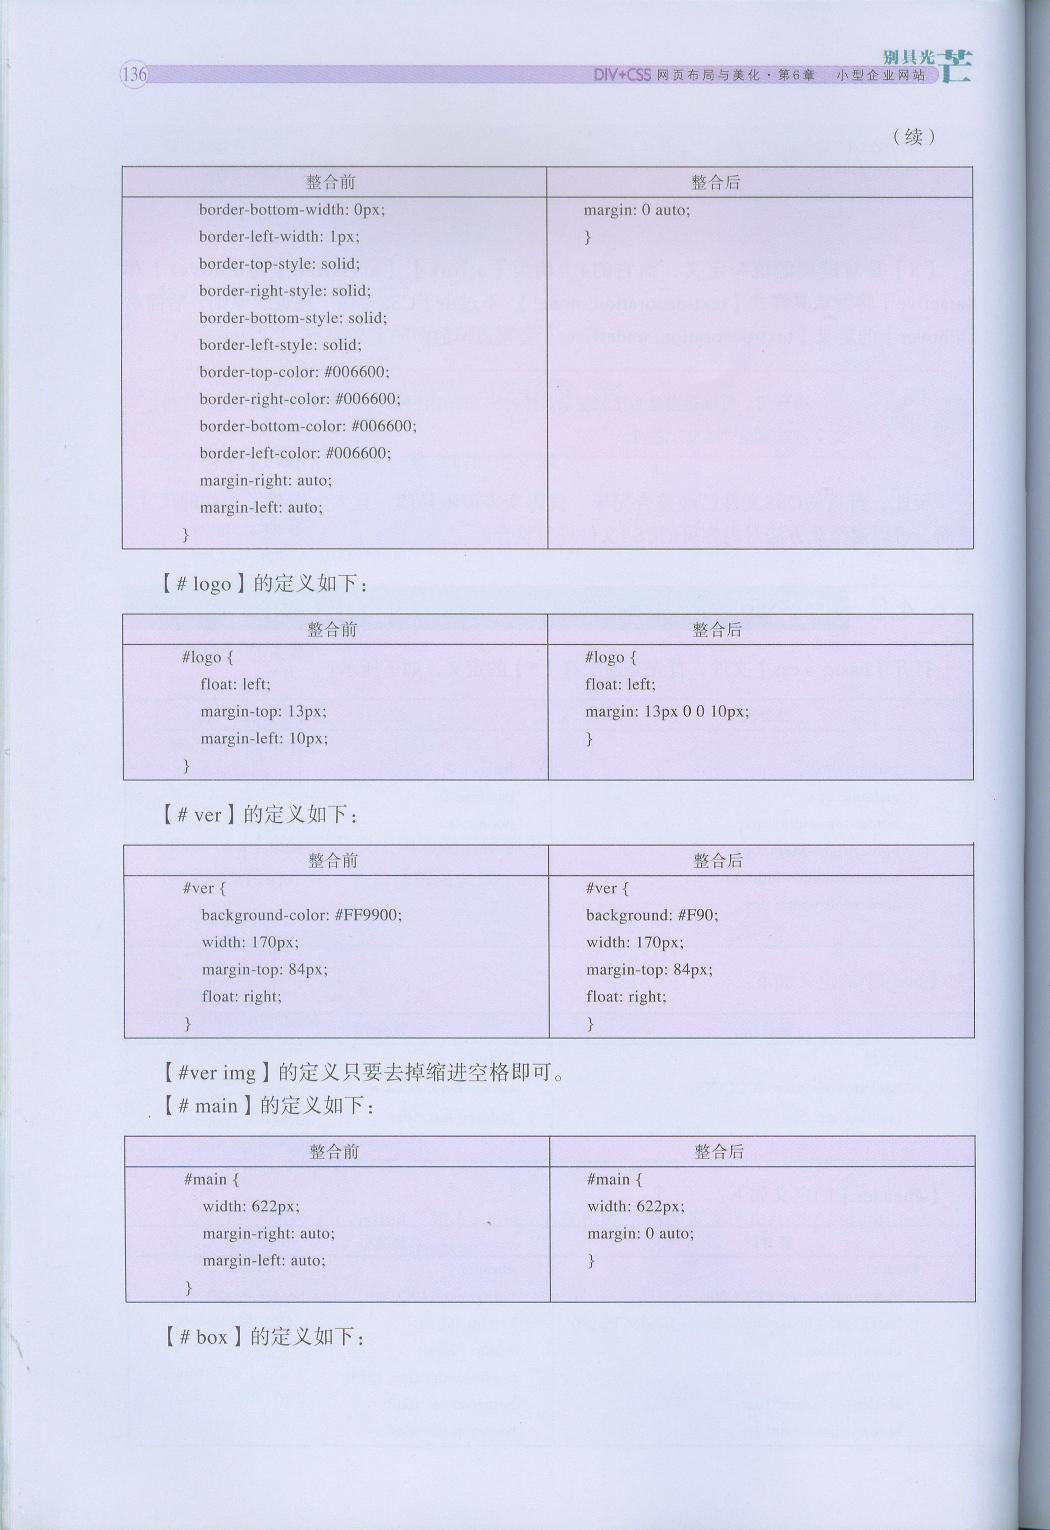 别具光芒
136
DIV+CSS 网页布局与美化·第6章 小型企业网站
（续）
整合前 整合后
border-bottom-width: 0px; margin: 0 auto;
border-left-width: 1px; }
border-top-style: solid;
border-right-style: solid;
border-bottom-style: solid;
border-left-style: solid;
border-top-color: #006600;
border-right-color: #006600;
border-bottom-color: #006600;
border-left-color: #006600;
margin-right: auto;
margin-left: auto;
}
【# logo】的定义如下：
整合前 整合后
#logo { #logo {
float: left; float: left;
margin-top: 13px; margin: 13px 0 0 10px;
margin-left: 10px; }
}
【# ver】的定义如下：
整合前 整合后
#ver { #ver {
background-color: #FF9900; background: #F90;
width: 170px; width: 170px;
margin-top: 84px; margin-top: 84px;
float: right; float: right;
} }
【#ver img】的定义只要去掉缩进空格即可。
【# main】的定义如下：
整合前 整合后
#main { #main {
width: 622px; width: 622px;
margin-right: auto; margin: 0 auto;
margin-left: auto; }
}
【# box】的定义如下：